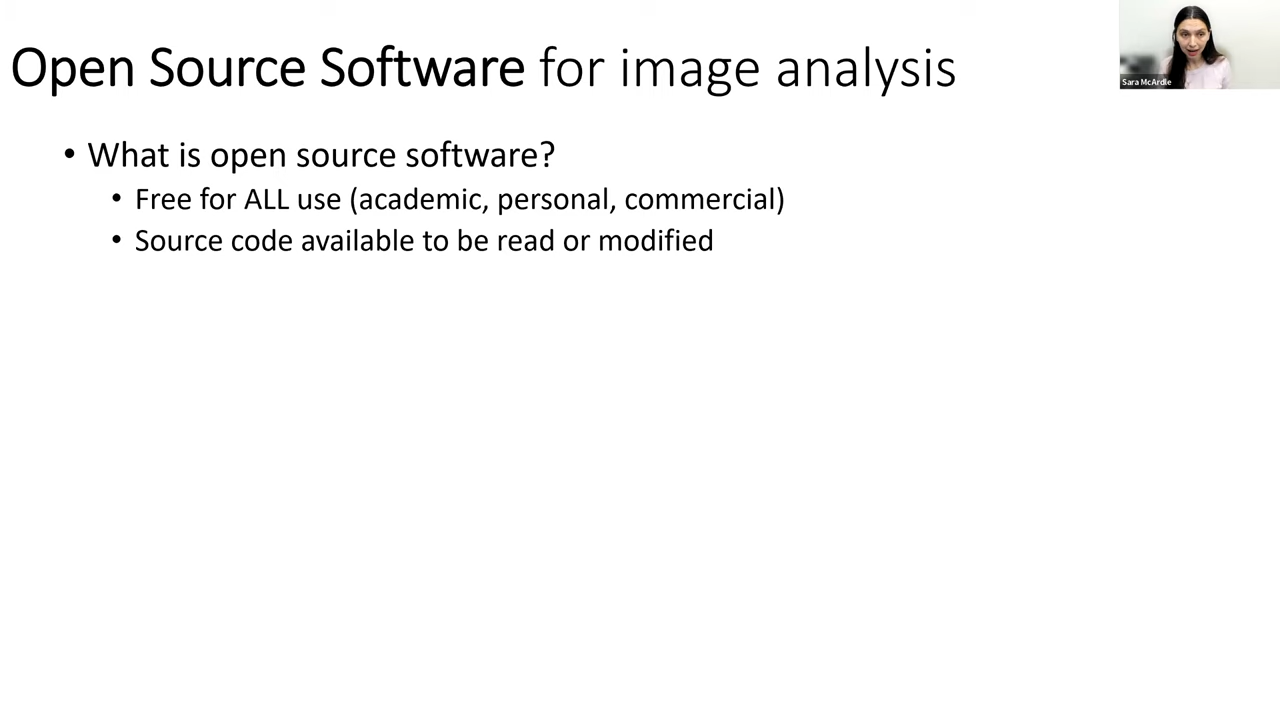 Open Source Software for image analysis
Sara McArdle
• What is open source software?
• Free for ALL use (academic, personal, commercial)
• Source code available to be read or modified